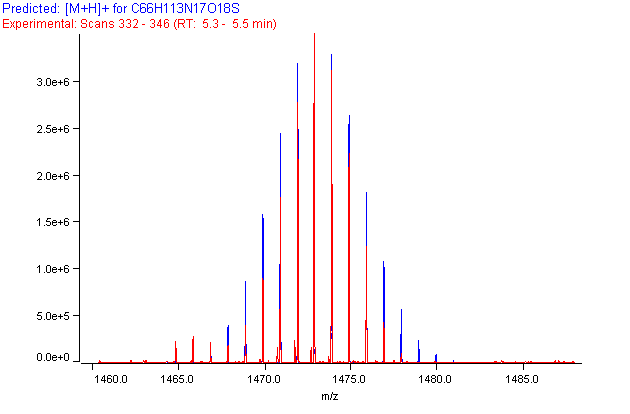 Predicted: [M+H]+ for C66H113N17O18S
Experimental: Scans 332 - 346 (RT: 5.3 - 5.5 min)
3.0e+6
2.5e+6
2.0e+6
1.5e+6
1.0e+6
5.0e+5
0.0e+0
1460.0 1465.0 1470.0 1475.0 1480.0 1485.0
m/z